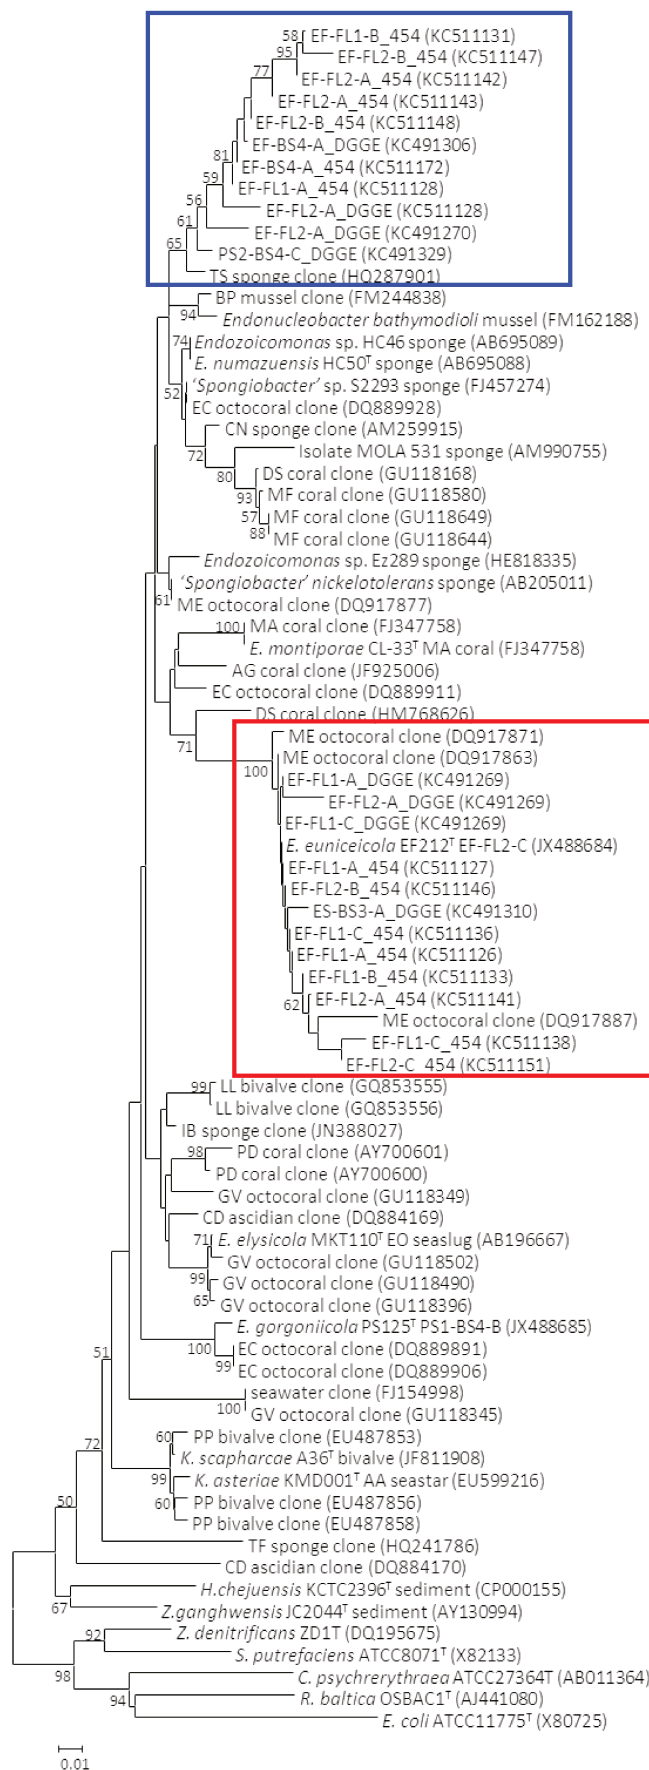 58 EF-FL1-B_454 (KC511131)
95 EF-FL2-B_454 (KC511147)
77 EF-FL2-A_454 (KC511142)
EF-FL2-A_454 (KC511143)
EF-FL2-B_454 (KC511148)
EF-BS4-A_DGGE (KC491306)
81 EF-BS4-A_454 (KC511172)
59 EF-FL1-A_454 (KC511128)
56 EF-FL2-A_DGGE (KC511128)
61 EF-FL2-A_DGGE (KC491270)
65 PS2-BS4-C_DGGE (KC491329)
TS sponge clone (HQ287901)
BP mussel clone (FM244838)
94 Endonucleobacter bathymodioli mussel (FM162188)
74 Endozoicomonas sp. HC46 sponge (AB695089)
E. numazuensis HC50ᵀ sponge (AB695088)
52 ‘Spongiobacter’ sp. S2293 sponge (FJ457274)
EC octocoral clone (DQ889928)
CN sponge clone (AM259915)
72 Isolate MOLA 531 sponge (AM990755)
80 DS coral clone (GU118168)
93 MF coral clone (GU118580)
57 MF coral clone (GU118649)
88 MF coral clone (GU118644)
Endozoicomonas sp. Ez289 sponge (HE818335)
‘Spongiobacter’ nickelotolerans sponge (AB205011)
61 ME octocoral clone (DQ917877)
100 MA coral clone (FJ347758)
E. montiporae CL-33ᵀ MA coral (FJ347758)
AG coral clone (JF925006)
EC octocoral clone (DQ889911)
DS coral clone (HM768626)
71 ME octocoral clone (DQ917871)
100 ME octocoral clone (DQ917863)
EF-FL1-A_DGGE (KC491269)
EF-FL2-A_DGGE (KC491269)
EF-FL1-C_DGGE (KC491269)
E. euniceicola EF212ᵀ EF-FL2-C (JX488684)
EF-FL1-A_454 (KC511127)
EF-FL2-B_454 (KC511146)
ES-BS3-A_DGGE (KC491310)
EF-FL1-C_454 (KC511136)
EF-FL1-A_454 (KC511126)
EF-FL1-B_454 (KC511133)
62 EF-FL2-A_454 (KC511141)
ME octocoral clone (DQ917887)
EF-FL1-C_454 (KC511138)
EF-FL2-C_454 (KC511151)
99 LL bivalve clone (GQ853555)
LL bivalve clone (GQ853556)
IB sponge clone (JN388027)
98 PD coral clone (AY700601)
PD coral clone (AY700600)
GV octocoral clone (GU118349)
CD ascidian clone (DQ884169)
71 E. elysicola MKT110ᵀ EO seaslug (AB196667)
GV octocoral clone (GU118502)
99 GV octocoral clone (GU118490)
65 GV octocoral clone (GU118396)
E. gorgoniicola PS125ᵀ PS1-BS4-B (JX488685)
100 EC octocoral clone (DQ889891)
51 99 EC octocoral clone (DQ889906)
seawater clone (FJ154998)
100 GV octocoral clone (GU118345)
60 PP bivalve clone (EU487853)
72 K. scapharcae A36ᵀ bivalve (JF811908)
99 K. asteriae KMD001ᵀ AA seastar (EU599216)
50 60 PP bivalve clone (EU487856)
PP bivalve clone (EU487858)
TF sponge clone (HQ241786)
CD ascidian clone (DQ884170)
H.chejuensis KCTC2396ᵀ sediment (CP000155)
67 Z.ganghwensis JC2044ᵀ sediment (AY130994)
92 Z. denitrificans ZD1T (DQ195675)
S. putrefaciens ATCC8071ᵀ (X82133)
98 C. psychrerythraea ATCC27364T (AB011364)
94 R. baltica OSBAC1ᵀ (AJ441080)
E. coli ATCC11775ᵀ (X80725)
0.01